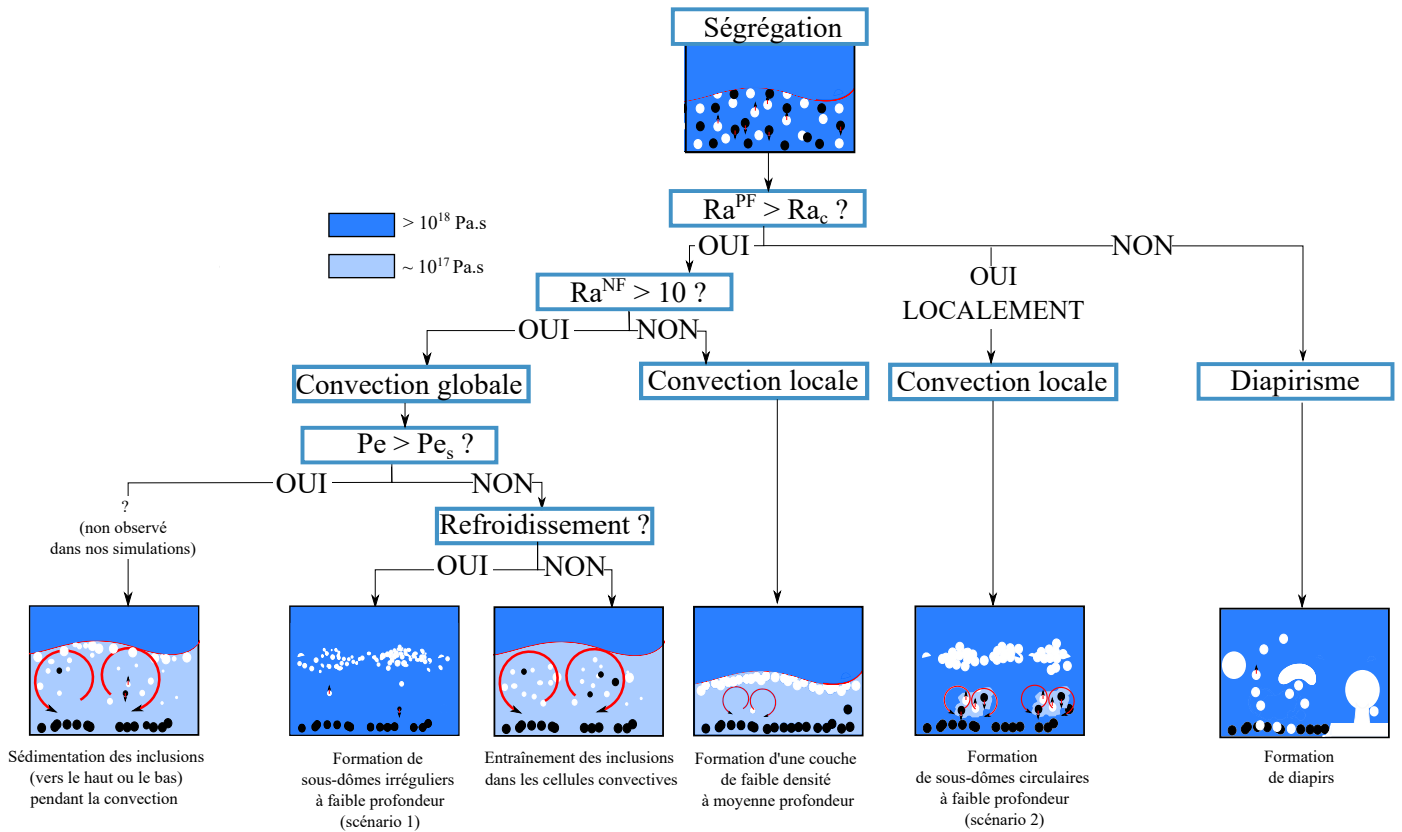 Ségrégation
Ra^PF > Ra_c ?
> 10^18 Pa.s
~ 10^17 Pa.s
OUI
NON
OUI
LOCALEMENT
Ra^NF > 10 ?
OUI
NON
Convection globale
Convection locale
Convection locale
Diapirisme
Pe > Pe_s ?
OUI
NON
?
(non observé
dans nos simulations)
Refroidissement ?
OUI
NON
Sédimentation des inclusions
(vers le haut ou le bas)
pendant la convection
Formation de
sous-dômes irréguliers
à faible profondeur
(scénario 1)
Entraînement des inclusions
dans les cellules convectives
Formation d'une couche
de faible densité
à moyenne profondeur
Formation
de sous-dômes circulaires
à faible profondeur
(scénario 2)
Formation
de diapirs